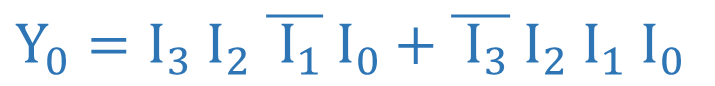 Y₀ = I₃ I₂ I̅₁ I₀ + I̅₃ I₂ I₁ I₀